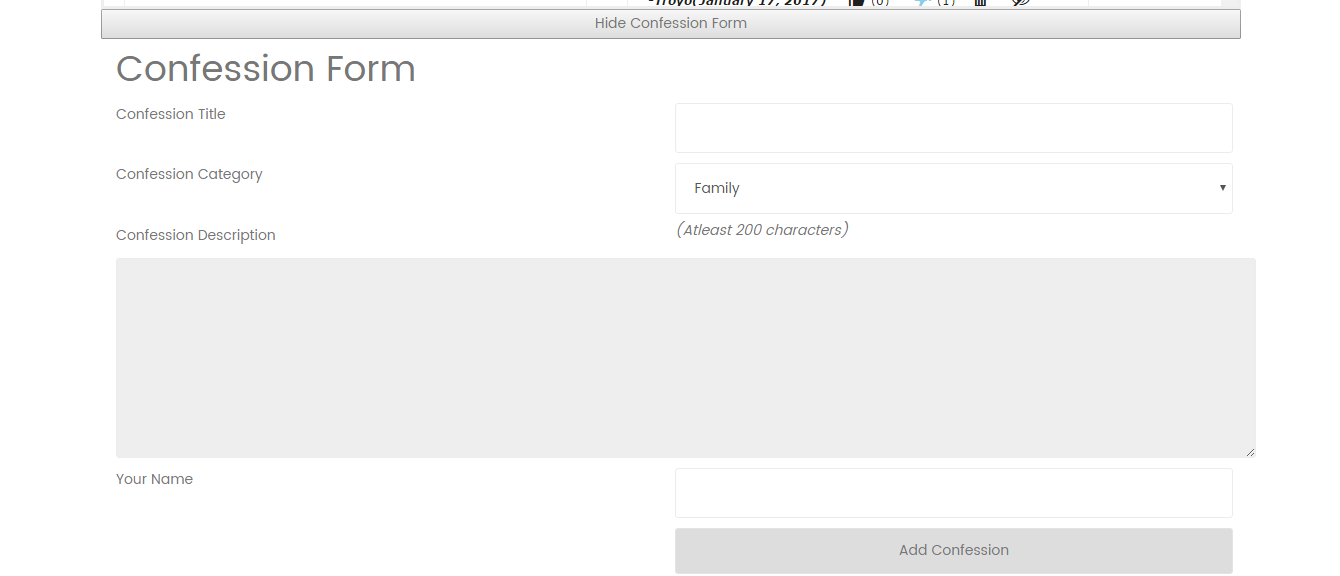 -Troyo(January 17, 2017) (0) (1)
Hide Confession Form
Confession Form
Confession Title
Confession Category
Family
Confession Description
(Atleast 200 characters)
Your Name
Add Confession